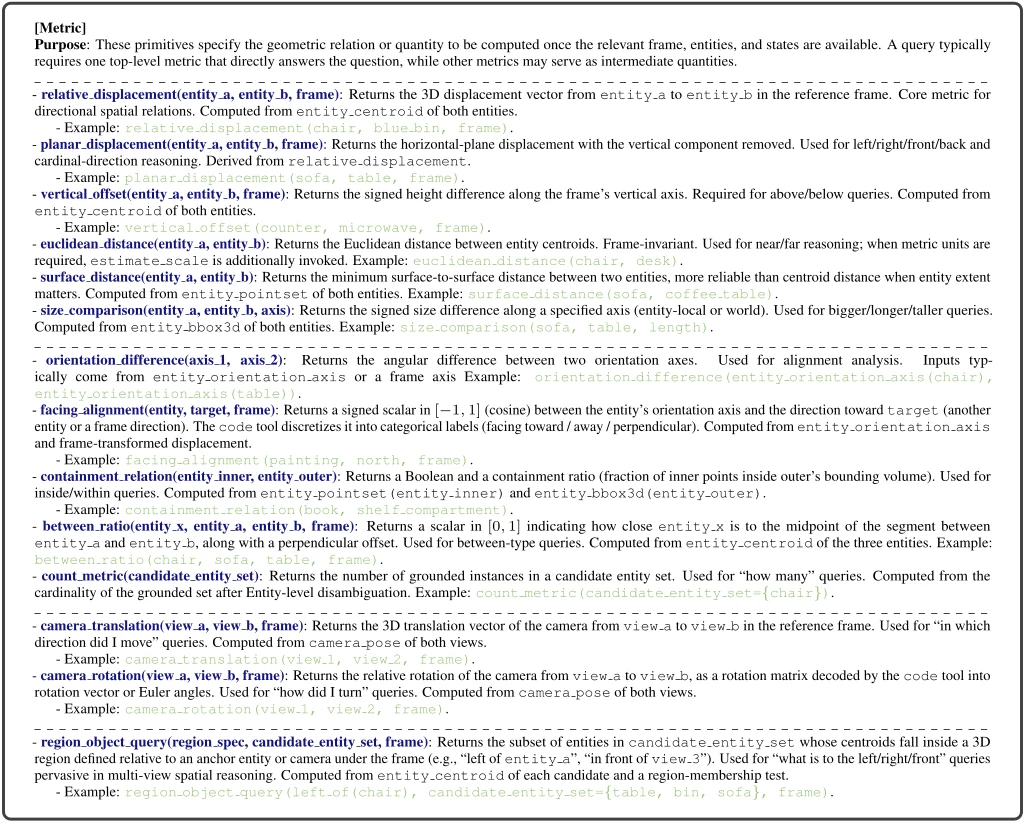 [Metric]
Purpose: These primitives specify the geometric relation or quantity to be computed once the relevant frame, entities, and states are available. A query typically
requires one top-level metric that directly answers the question, while other metrics may serve as intermediate quantities.
- relative_displacement(entity_a, entity_b, frame): Returns the 3D displacement vector from entity_a to entity_b in the reference frame. Core metric for
directional spatial relations. Computed from entity_centroid of both entities.
- Example: relative_displacement(chair, blue_bin, frame).
- planar_displacement(entity_a, entity_b, frame): Returns the horizontal-plane displacement with the vertical component removed. Used for left/right/front/back and
cardinal-direction reasoning. Derived from relative_displacement.
- Example: planar_displacement(sofa, table, frame).
- vertical_offset(entity_a, entity_b, frame): Returns the signed height difference along the frame's vertical axis. Required for above/below queries. Computed from
entity_centroid of both entities.
- Example: vertical_offset(counter, microwave, frame).
- euclidean_distance(entity_a, entity_b): Returns the Euclidean distance between entity centroids. Frame-invariant. Used for near/far reasoning; when metric units are
required, estimate_scale is additionally invoked. Example: euclidean_distance(chair, desk).
- surface_distance(entity_a, entity_b): Returns the minimum surface-to-surface distance between two entities, more reliable than centroid distance when entity extent
matters. Computed from entity_pointset of both entities. Example: surface_distance(sofa, coffee_table).
- size_comparison(entity_a, entity_b, axis): Returns the signed size difference along a specified axis (entity-local or world). Used for bigger/longer/taller queries.
Computed from entity_bbox3d of both entities. Example: size_comparison(sofa, table, length).
- orientation_difference(axis_1, axis_2): Returns the angular difference between two orientation axes. Used for alignment analysis. Inputs typ-
ically come from entity_orientation_axis or a frame axis Example: orientation_difference(entity_orientation_axis(chair),
entity_orientation_axis(table)).
- facing_alignment(entity, target, frame): Returns a signed scalar in [−1, 1] (cosine) between the entity's orientation axis and the direction toward target (another
entity or a frame direction). The code tool discretizes it into categorical labels (facing toward / away / perpendicular). Computed from entity_orientation_axis
and frame-transformed displacement.
- Example: facing_alignment(painting, north, frame).
- containment_relation(entity_inner, entity_outer): Returns a Boolean and a containment ratio (fraction of inner points inside outer's bounding volume). Used for
inside/within queries. Computed from entity_pointset(entity_inner) and entity_bbox3d(entity_outer).
- Example: containment_relation(book, shelf_compartment).
- between_ratio(entity_x, entity_a, entity_b, frame): Returns a scalar in [0, 1] indicating how close entity_x is to the midpoint of the segment between
entity_a and entity_b, along with a perpendicular offset. Used for between-type queries. Computed from entity_centroid of the three entities. Example:
between_ratio(chair, sofa, table, frame).
- count_metric(candidate_entity_set): Returns the number of grounded instances in a candidate entity set. Used for “how many” queries. Computed from the
cardinality of the grounded set after Entity-level disambiguation. Example: count_metric(candidate_entity_set={chair}).
- camera_translation(view_a, view_b, frame): Returns the 3D translation vector of the camera from view_a to view_b in the reference frame. Used for “in which
direction did I move” queries. Computed from camera_pose of both views.
- Example: camera_translation(view_1, view_2, frame).
- camera_rotation(view_a, view_b, frame): Returns the relative rotation of the camera from view_a to view_b, as a rotation matrix decoded by the code tool into
rotation vector or Euler angles. Used for “how did I turn” queries. Computed from camera_pose of both views.
- Example: camera_rotation(view_1, view_2, frame).
- region_object_query(region_spec, candidate_entity_set, frame): Returns the subset of entities in candidate_entity_set whose centroids fall inside a 3D
region defined relative to an anchor entity or camera under the frame (e.g., “left of entity_a”, “in front of view_3”). Used for “what is to the left/right/front” queries
pervasive in multi-view spatial reasoning. Computed from entity_centroid of each candidate and a region-membership test.
- Example: region_object_query(left_of(chair), candidate_entity_set={table, bin, sofa}, frame).